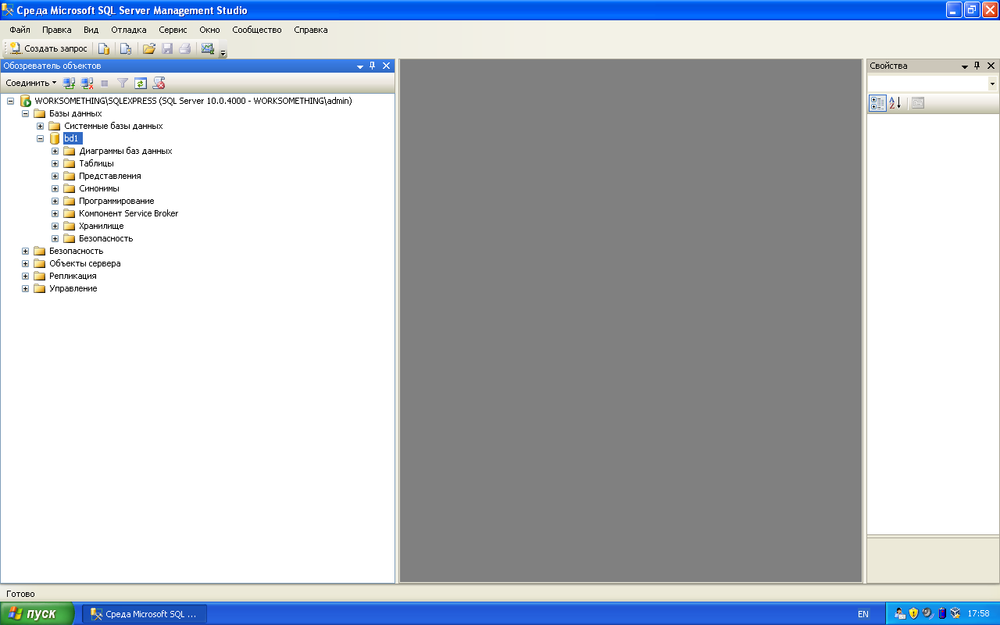 Среда Microsoft SQL Server Management Studio
Файл Правка Вид Отладка Сервис Окно Сообщество Справка
Создать запрос
Обозреватель объектов
Соединить
WORKSOMETHING\SQLEXPRESS (SQL Server 10.0.4000 - WORKSOMETHING\admin)
Базы данных
Системные базы данных
bd1
Диаграммы баз данных
Таблицы
Представления
Синонимы
Программирование
Компонент Service Broker
Хранилище
Безопасность
Безопасность
Объекты сервера
Репликация
Управление
Свойства
Готово
пуск
Среда Microsoft SQL ...
EN
17:58